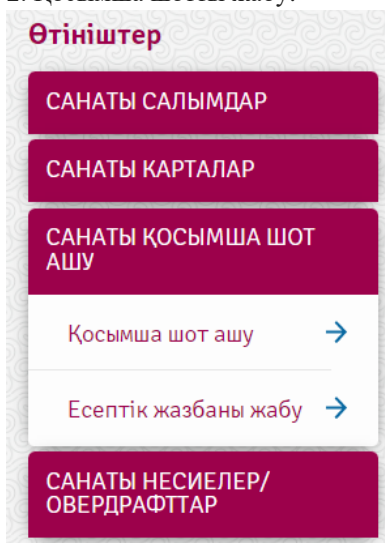 Өтініштер
САНАТЫ САЛЫМДАР
САНАТЫ КАРТАЛАР
САНАТЫ ҚОСЫМША ШОТ
АШУ
Қосымша шот ашу
Есептік жазбаны жабу
САНАТЫ НЕСИЕЛЕР/
ОВЕРДРАФТТАР